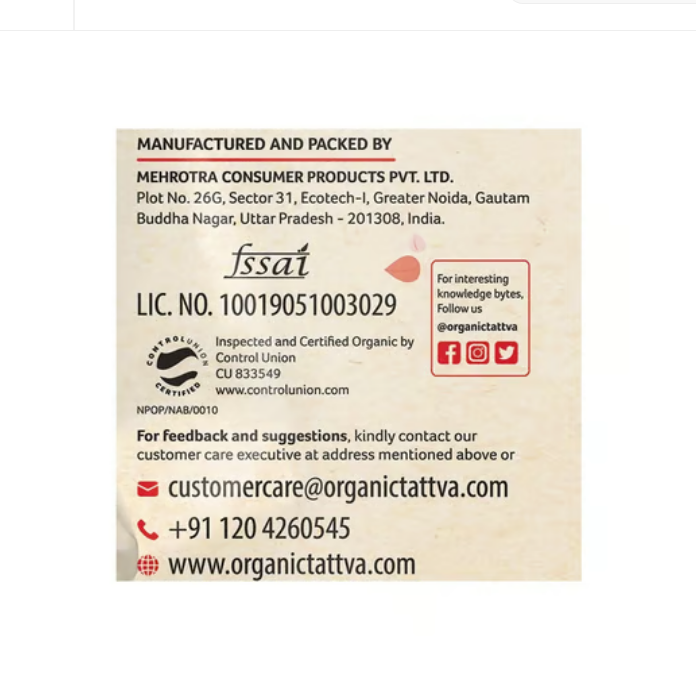 MANUFACTURED AND PACKED BY
MEHROTRA CONSUMER PRODUCTS PVT. LTD.
Plot No. 26G, Sector 31, Ecotech-I, Greater Noida, Gautam
Buddha Nagar, Uttar Pradesh - 201308, India.
fssai
LIC. NO. 10019051003029
For interesting
knowledge bytes,
Follow us
@organictattva
CONTROLUNION
CERTIFIED
Inspected and Certified Organic by
Control Union
CU 833549
www.controlunion.com
NPOP/NAB/0010
For feedback and suggestions, kindly contact our
customer care executive at address mentioned above or
customercare@organictattva.com
+91 120 4260545
www.organictattva.com